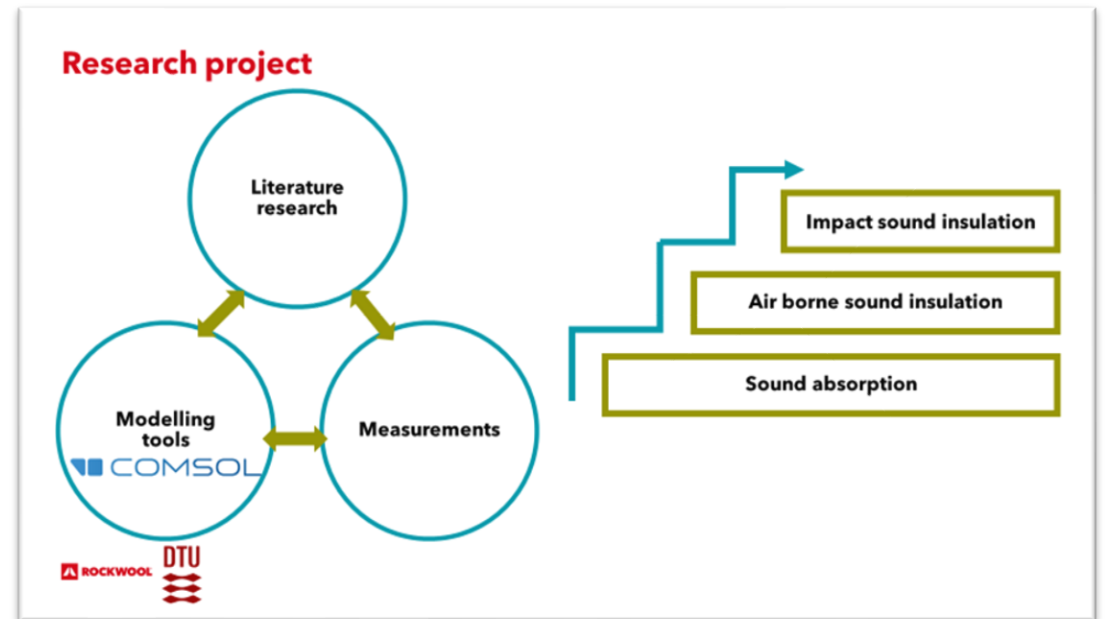 Research project
Literature
research
Modelling
tools
COMSOL
Measurements
Impact sound insulation
Air borne sound insulation
Sound absorption
ROCKWOOL
DTU